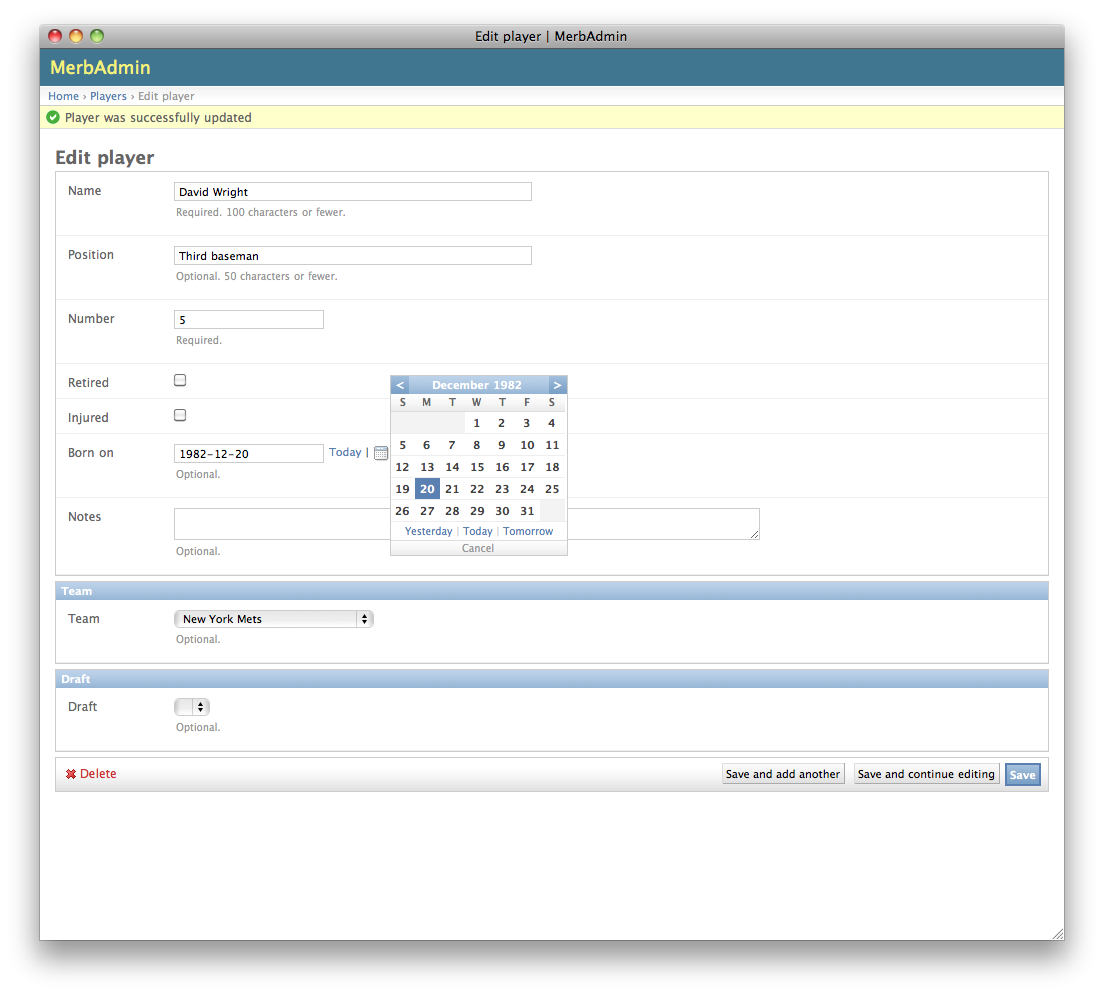 Edit player | MerbAdmin
MerbAdmin
Home › Players › Edit player
Player was successfully updated
Edit player
Name
David Wright
Required. 100 characters or fewer.
Position
Third baseman
Optional. 50 characters or fewer.
Number
5
Required.
Retired
Injured
Born on
1982-12-20
Today |
Optional.
< December 1982 >
S M T W T F S
1 2 3 4
5 6 7 8 9 10 11
12 13 14 15 16 17 18
19 20 21 22 23 24 25
26 27 28 29 30 31
Yesterday | Today | Tomorrow
Cancel
Notes
Optional.
Team
Team
New York Mets
Optional.
Draft
Draft
Optional.
Delete
Save and add another
Save and continue editing
Save